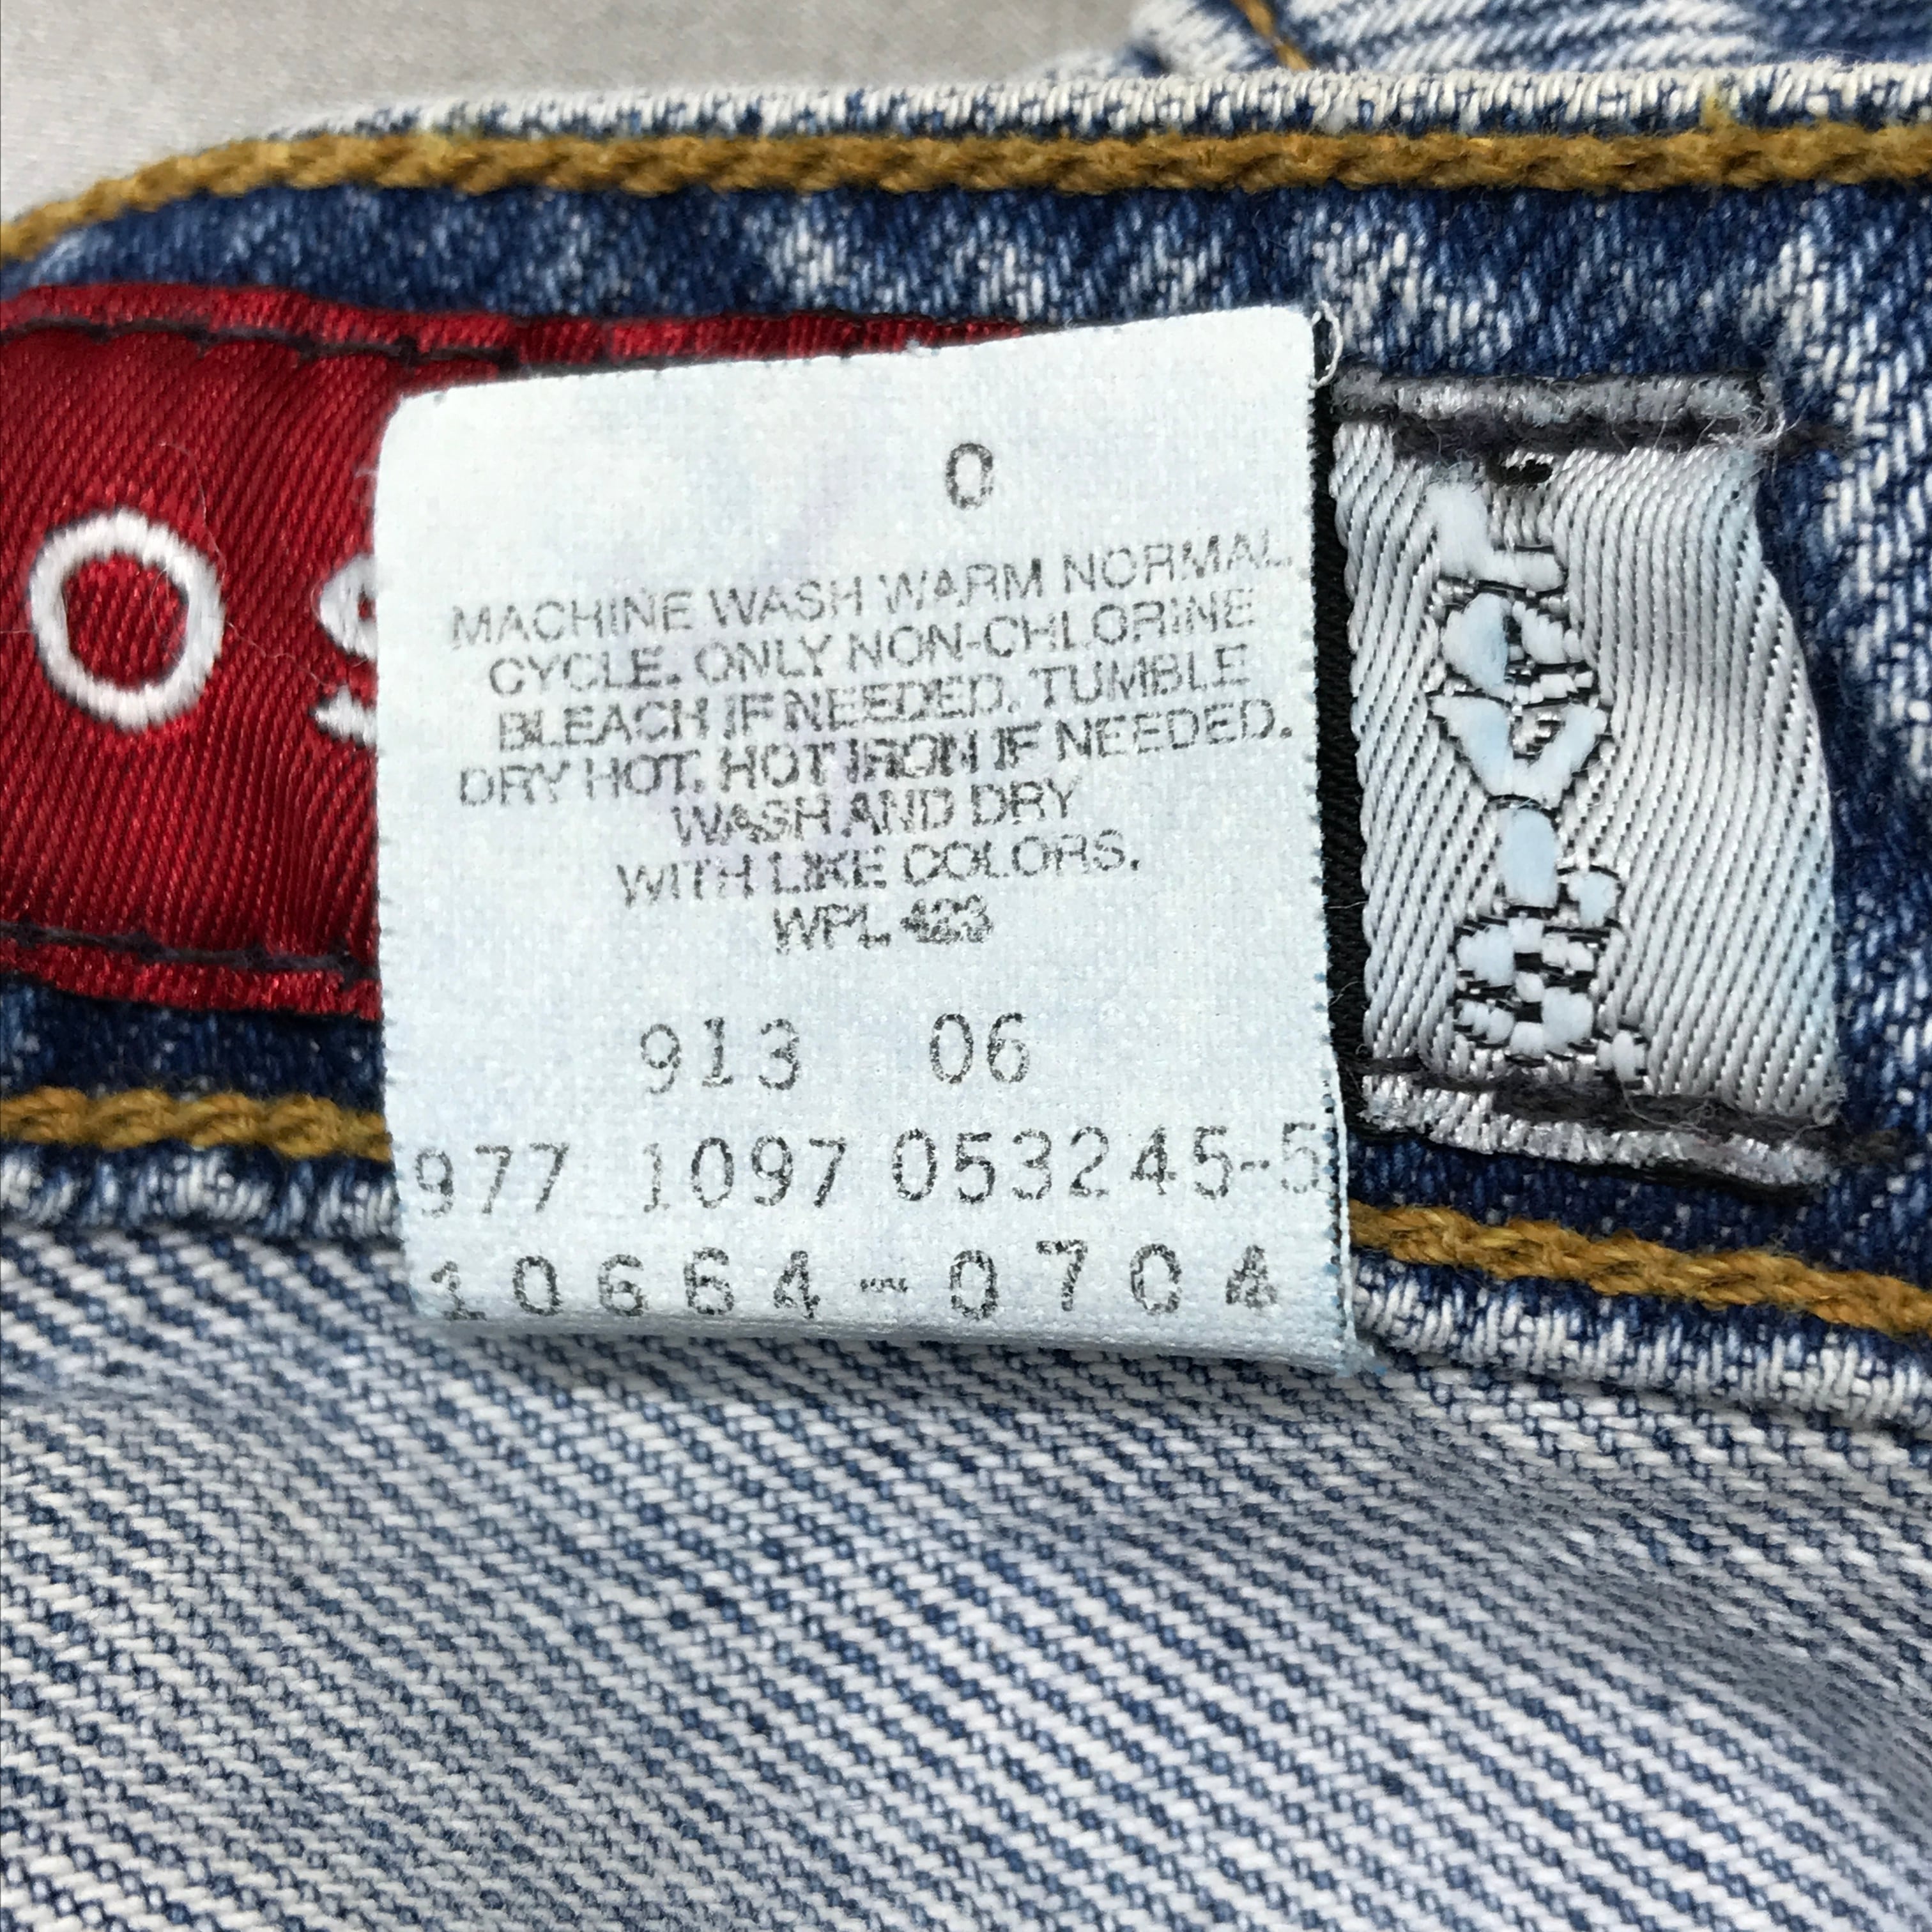 0
MACHINE WASH WARM NORMAL
CYCLE. ONLY NON-CHLORINE
BLEACH IF NEEDED. TUMBLE
DRY HOT. HOT IRON IF NEEDED.
WASH AND DRY
WITH LIKE COLORS.
WPL 423
913 06
977 1097 053245-5
10664-0704
O